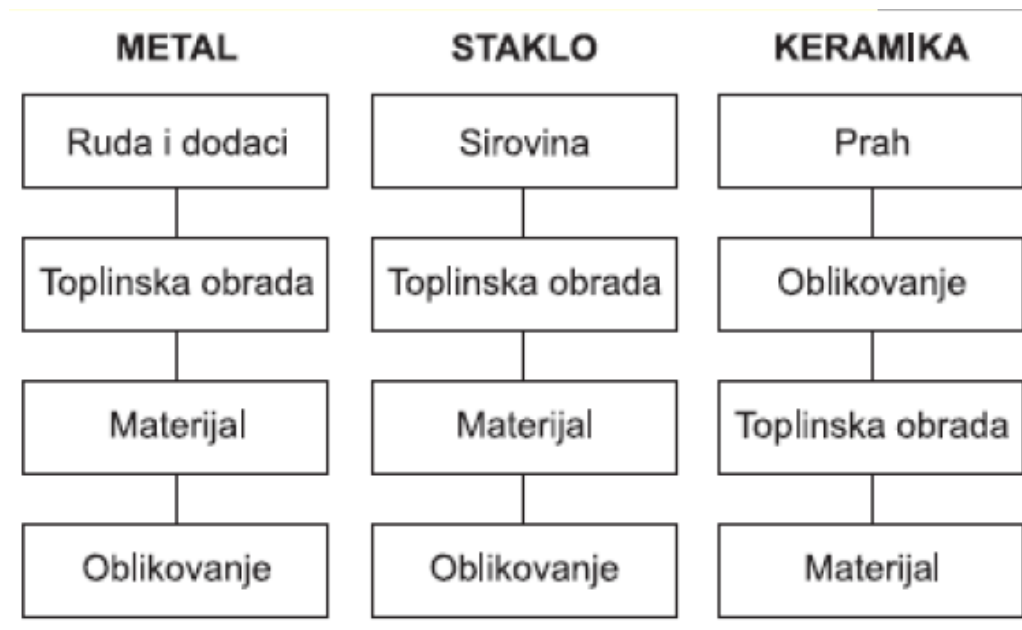 METAL
Ruda i dodaci
Toplinska obrada
Materijal
Oblikovanje
STAKLO
Sirovina
Toplinska obrada
Materijal
Oblikovanje
KERAMIKA
Prah
Oblikovanje
Toplinska obrada
Materijal